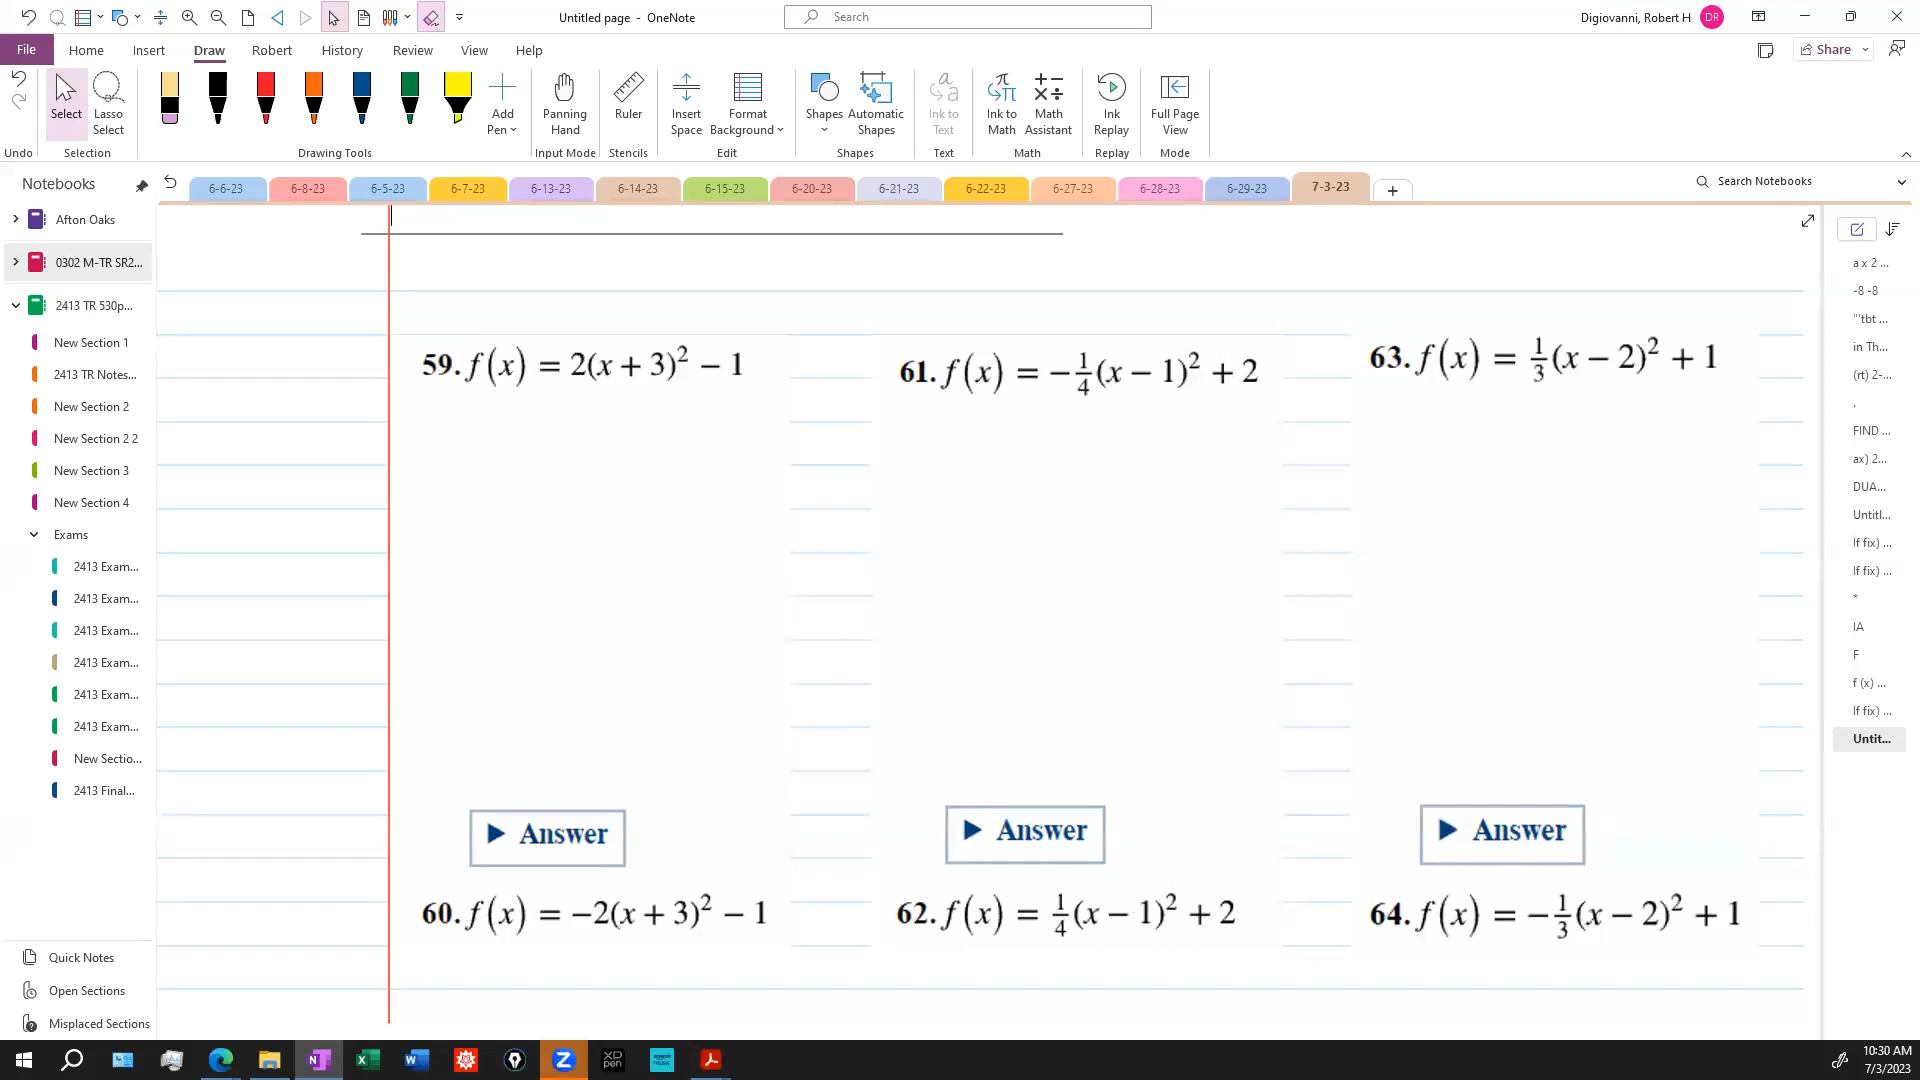 Untitled page - OneNote
Search
Digiovanni, Robert H
DR
File
Home
Insert
Draw
Robert
History
Review
View
Help
Share
Select
Lasso Select
Add Pen
Panning Hand
Ruler
Insert Space
Format Background
Shapes
Automatic Shapes
Ink to Text
Ink to Math
Math Assistant
Ink Replay
Full Page View
Undo
Selection
Drawing Tools
Input Mode
Stencils
Edit
Shapes
Text
Math
Replay
Mode
Notebooks
6-6-23
6-8-23
6-5-23
6-7-23
6-13-23
6-14-23
6-15-23
6-20-23
6-21-23
6-22-23
6-27-23
6-28-23
6-29-23
7-3-23
+
Search Notebooks
Afton Oaks
0302 M-TR SR2...
2413 TR 530p...
New Section 1
2413 TR Notes...
New Section 2
New Section 2 2
New Section 3
New Section 4
Exams
2413 Exam...
2413 Exam...
2413 Exam...
2413 Exam...
2413 Exam...
2413 Exam...
New Sectio...
2413 Final...
Quick Notes
Open Sections
Misplaced Sections
59. f(x) = 2(x + 3)² − 1
61. f(x) = −1/4(x − 1)² + 2
63. f(x) = 1/3(x − 2)² + 1
▶ Answer
▶ Answer
▶ Answer
60. f(x) = −2(x + 3)² − 1
62. f(x) = 1/4(x − 1)² + 2
64. f(x) = −1/3(x − 2)² + 1
a x 2 ...
-8 -8
"'tbt ...
in Th...
(rt) 2-...
.
FIND ...
ax) 2...
DUA...
Untitl...
If fix) ...
If fix) ...
*
IA
F
f (x) ...
If fix) ...
Untit...
XP pen
10:30 AM
7/3/2023